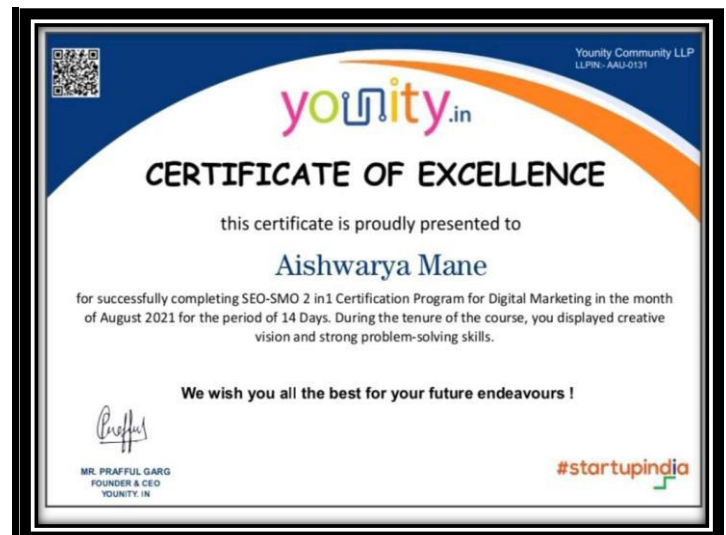 Younity Community LLP
LLPIN:- AAU-0131
younity.in
CERTIFICATE OF EXCELLENCE
this certificate is proudly presented to
Aishwarya Mane
for successfully completing SEO-SMO 2 in1 Certification Program for Digital Marketing in the month
of August 2021 for the period of 14 Days. During the tenure of the course, you displayed creative
vision and strong problem-solving skills.
We wish you all the best for your future endeavours !
MR. PRAFFUL GARG
FOUNDER & CEO
YOUNITY. IN
#startupindia